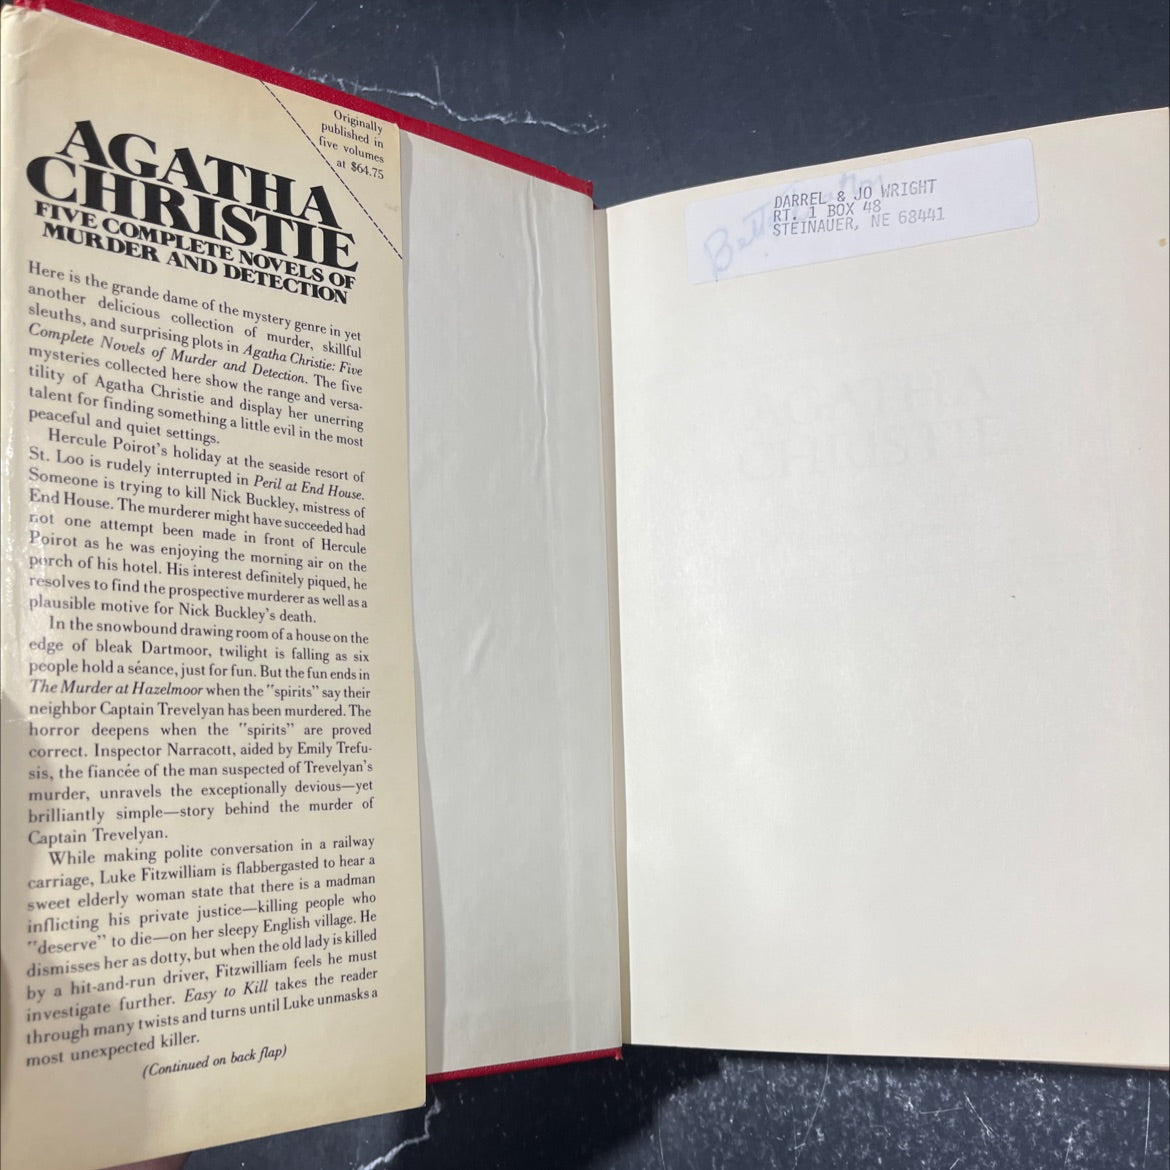 Originally
published in
five volumes
at $64.75
AGATHA
CHRISTIE
FIVE COMPLETE NOVELS OF
MURDER AND DETECTION
Here is the grande dame of the mystery genre in yet
another delicious collection of murder, skillful
sleuths, and surprising plots in Agatha Christie: Five
Complete Novels of Murder and Detection. The five
mysteries collected here show the range and versa-
tility of Agatha Christie and display her unerring
talent for finding something a little evil in the most
peaceful and quiet settings.
Hercule Poirot's holiday at the seaside resort of
St. Loo is rudely interrupted in Peril at End House.
Someone is trying to kill Nick Buckley, mistress of
End House. The murderer might have succeeded had
not one attempt been made in front of Hercule
Poirot as he was enjoying the morning air on the
porch of his hotel. His interest definitely piqued, he
resolves to find the prospective murderer as well as a
plausible motive for Nick Buckley's death.
In the snowbound drawing room of a house on the
edge of bleak Dartmoor, twilight is falling as six
people hold a séance, just for fun. But the fun ends in
The Murder at Hazelmoor when the "spirits" say their
neighbor Captain Trevelyan has been murdered. The
horror deepens when the "spirits" are proved
correct. Inspector Narracott, aided by Emily Trefu-
sis, the fiancée of the man suspected of Trevelyan's
murder, unravels the exceptionally devious—yet
brilliantly simple—story behind the murder of
Captain Trevelyan.
While making polite conversation in a railway
carriage, Luke Fitzwilliam is flabbergasted to hear a
sweet elderly woman state that there is a madman
inflicting his private justice—killing people who
"deserve" to die—on her sleepy English village. He
dismisses her as dotty, but when the old lady is killed
by a hit-and-run driver, Fitzwilliam feels he must
investigate further. Easy to Kill takes the reader
through many twists and turns until Luke unmasks a
most unexpected killer.
(Continued on back flap)
DARREL & JO WRIGHT
RT. 1 BOX 48
STEINAUER, NE 68441